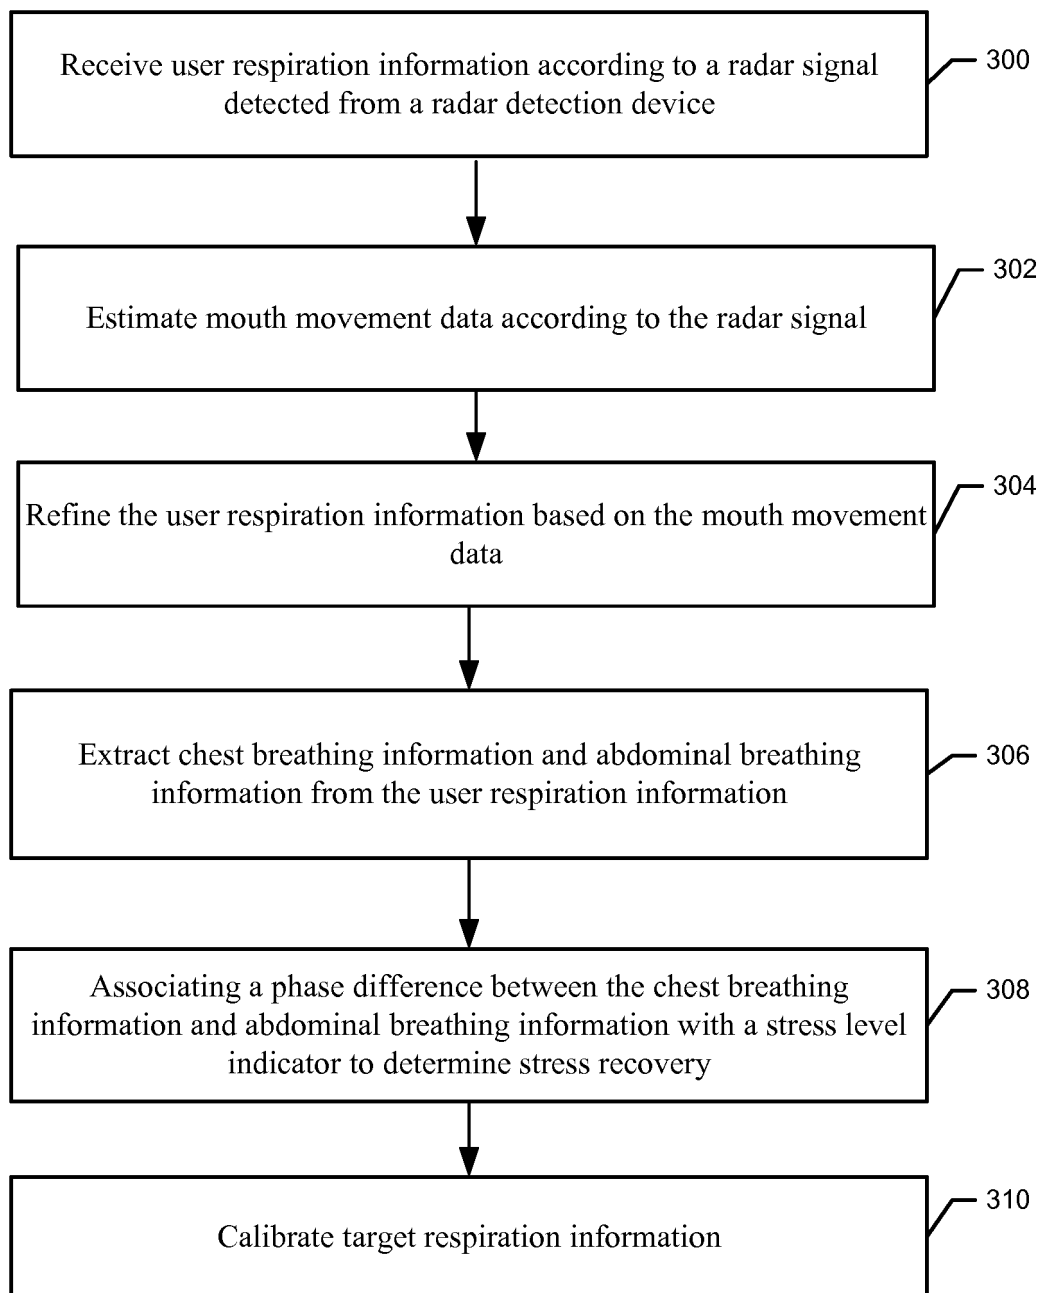 Receive user respiration information according to a radar signal
detected from a radar detection device
300
Estimate mouth movement data according to the radar signal
302
Refine the user respiration information based on the mouth movement
data
304
Extract chest breathing information and abdominal breathing
information from the user respiration information
306
Associating a phase difference between the chest breathing
information and abdominal breathing information with a stress level
indicator to determine stress recovery
308
Calibrate target respiration information
310